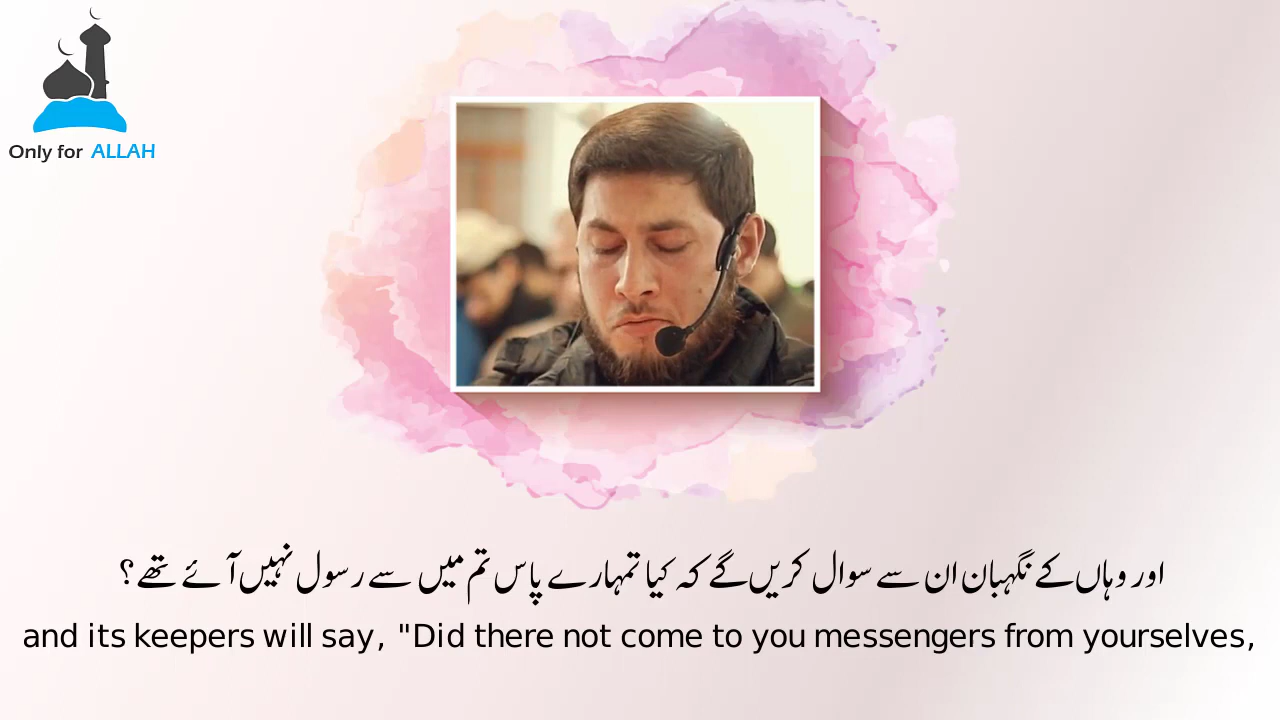 Only for ALLAH
اور وہاں کے نگہبان ان سے سوال کریں گے کہ کیا تمہارے پاس تم میں سے رسول نہیں آئے تھے؟
and its keepers will say, "Did there not come to you messengers from yourselves,